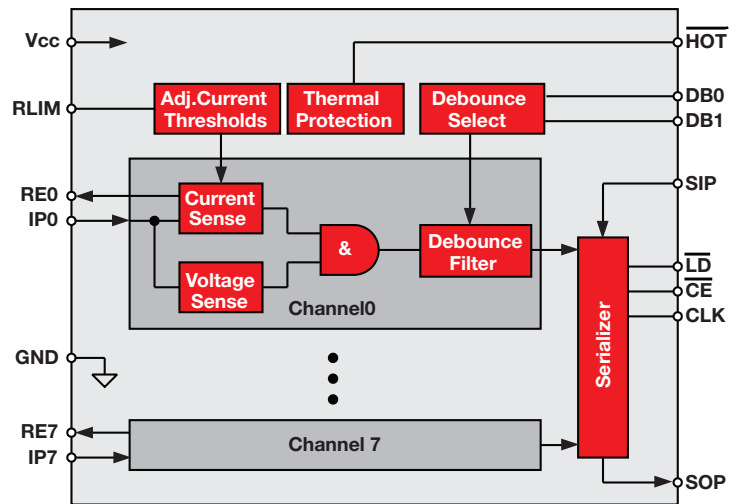 Vcc
HOT
RLIM
Adj.Current
Thresholds
Thermal
Protection
Debounce
Select
DB0
DB1
RE0
IP0
Current
Sense
Voltage
Sense
&
Debounce
Filter
Channel0
SIP
LD
CE
CLK
Serializer
GND
RE7
IP7
Channel 7
SOP